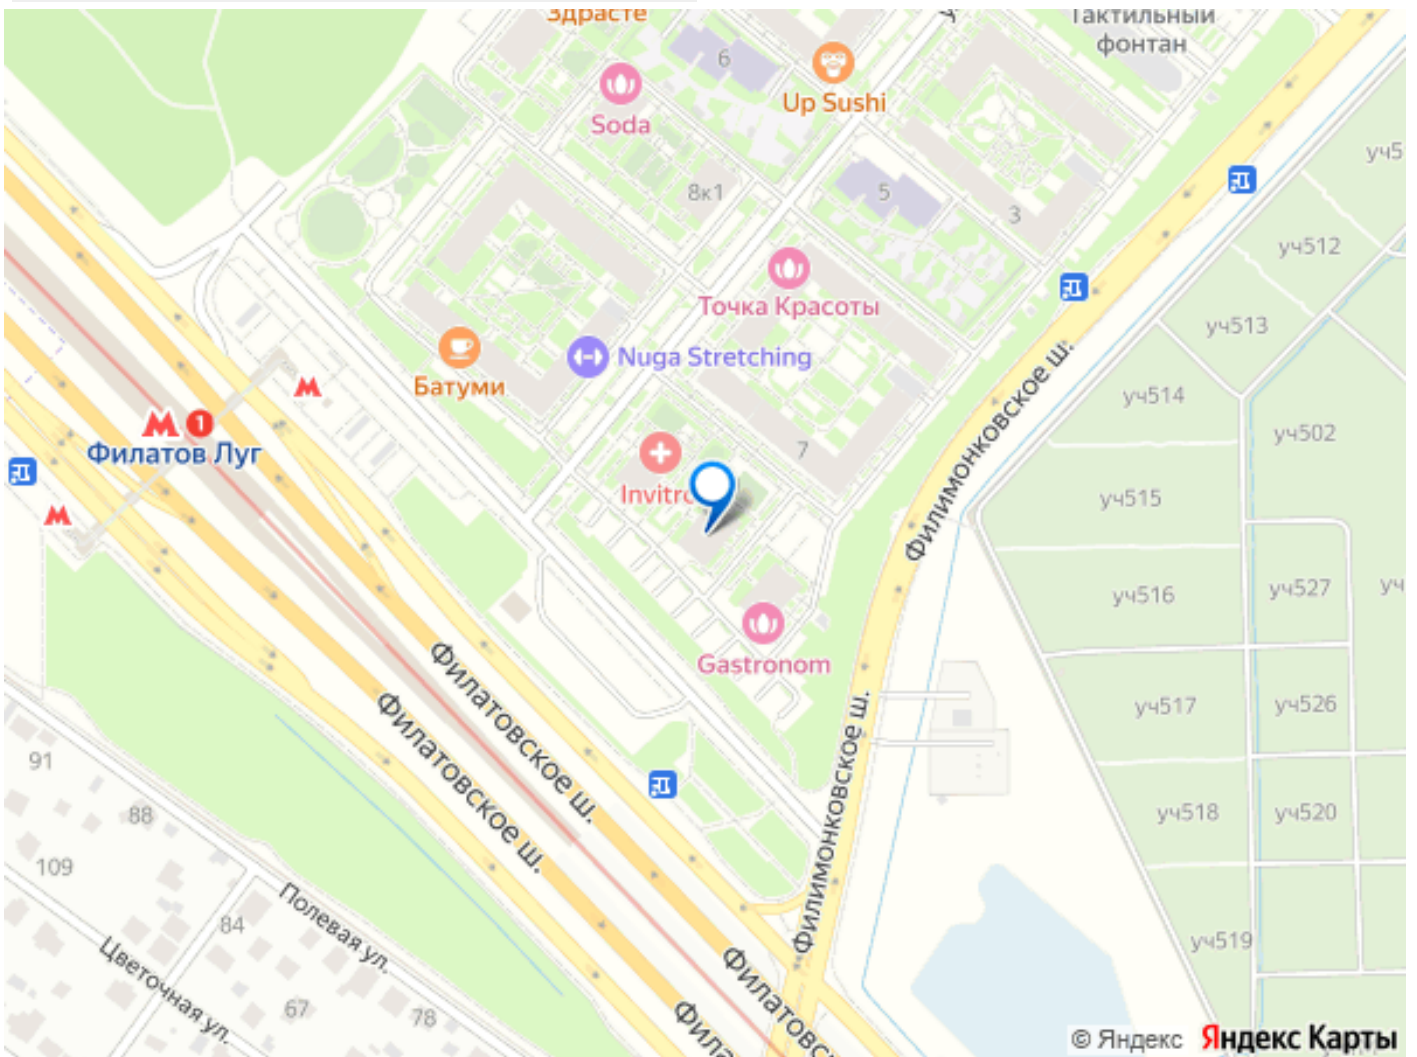 Здрасте
Тактильный
фонтан
6
Up Sushi
Soda
уч5
8к1
5
3
уч512
Точка Красоты
уч513
Nuga Stretching
Батуми
уч514
1
Филатов Луг
уч502
7
Филимонковское ш.
Invitro
уч515
уч516
уч527
уч
Gastronom
Филатовское ш.
Филатовское ш.
уч517
уч526
Филимонковское ш.
91
88
уч518
уч520
109
Полевая ул.
84
Цветочная ул.
уч519
67
78
© Яндекс Яндекс Карты